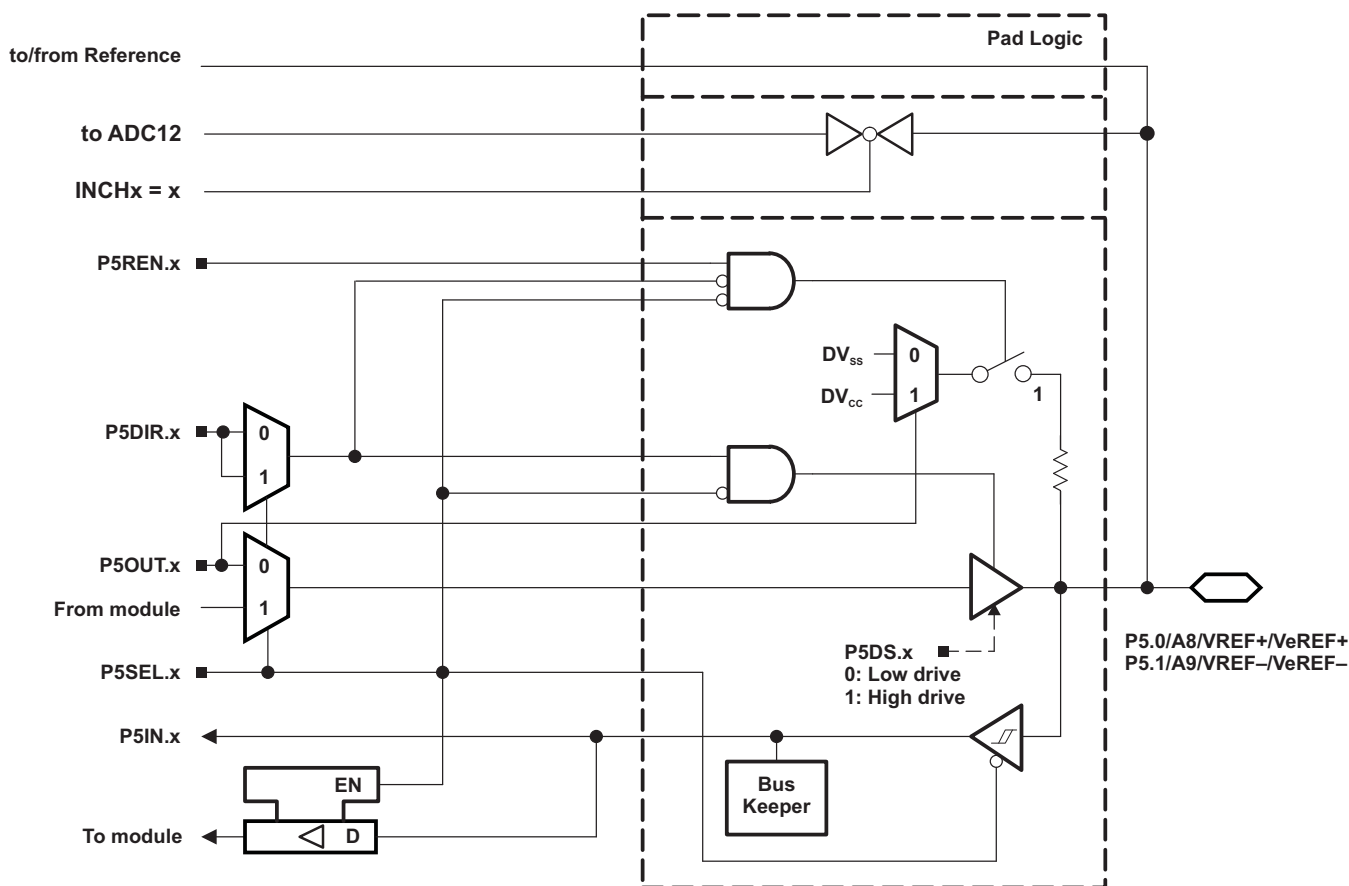 Pad Logic
to/from Reference
to ADC12
INCHx = x
P5REN.x
DVSS
0
DVCC
1
1
P5DIR.x
0
1
P5OUT.x
0
From module
1
P5DS.x
0: Low drive
1: High drive
P5.0/A8/VREF+/VeREF+
P5.1/A9/VREF–/VeREF–
P5SEL.x
P5IN.x
EN
Bus
Keeper
To module
D